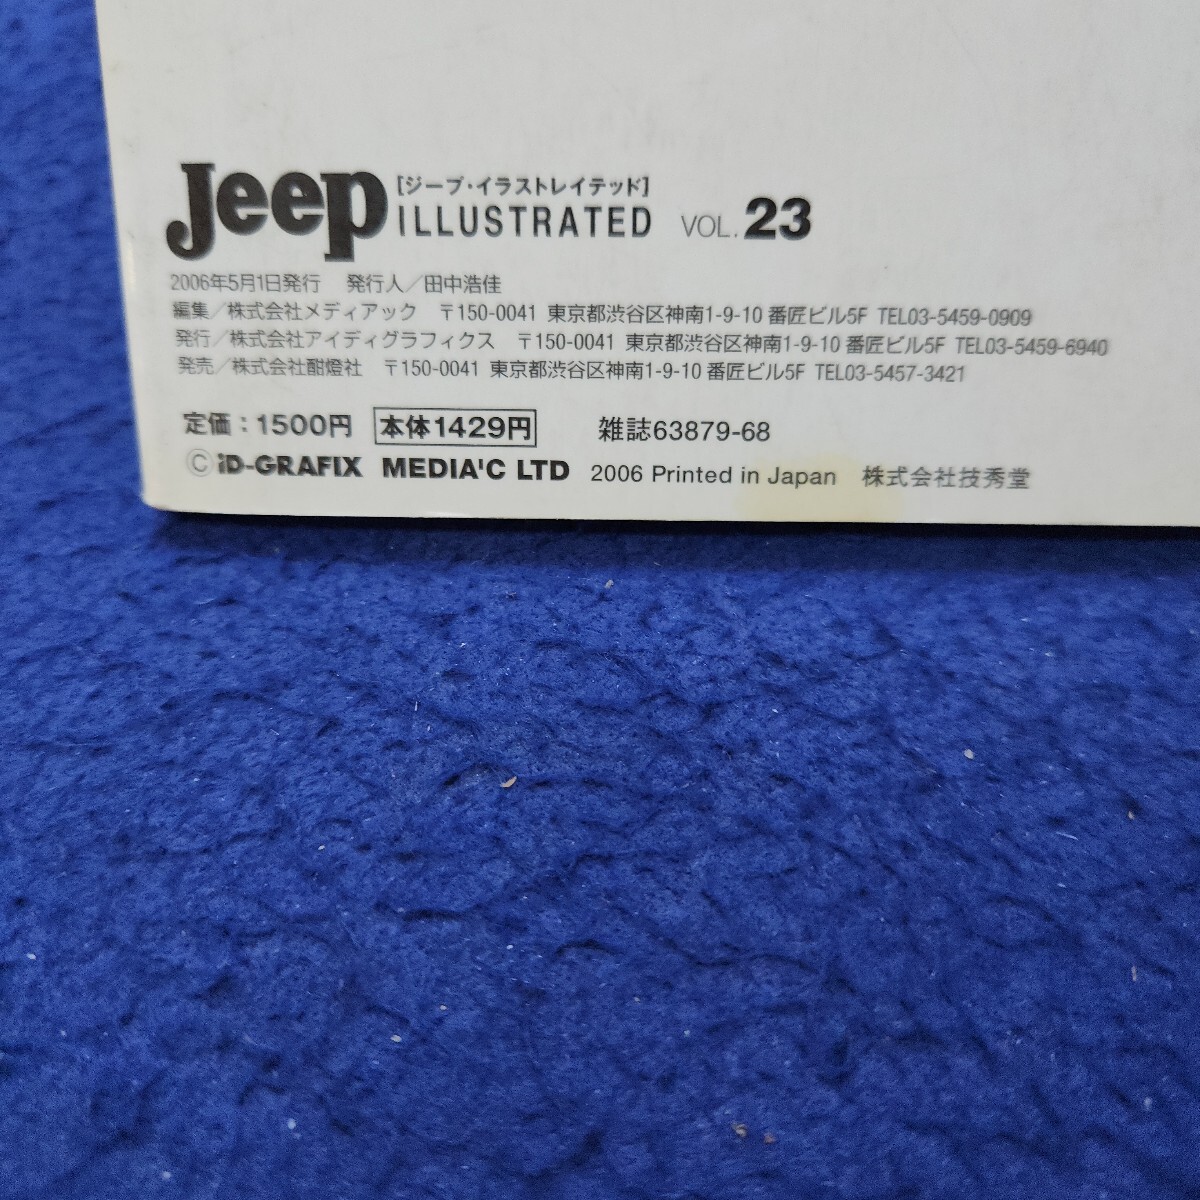 Jeep [ジープ・イラストレイテッド] ILLUSTRATED VOL. 23
2006年5月1日発行 発行人／田中浩佳
編集／株式会社メディアック 〒150-0041 東京都渋谷区神南1-9-10 番匠ビル5F TEL03-5459-0909
発行／株式会社アイディグラフィクス 〒150-0041 東京都渋谷区神南1-9-10 番匠ビル5F TEL03-5459-6940
発売／株式会社酣燈社 〒150-0041 東京都渋谷区神南1-9-10 番匠ビル5F TEL03-5457-3421
定価：1500円 本体1429円 雑誌63879-68
© iD-GRAFIX MEDIA'C LTD 2006 Printed in Japan 株式会社技秀堂